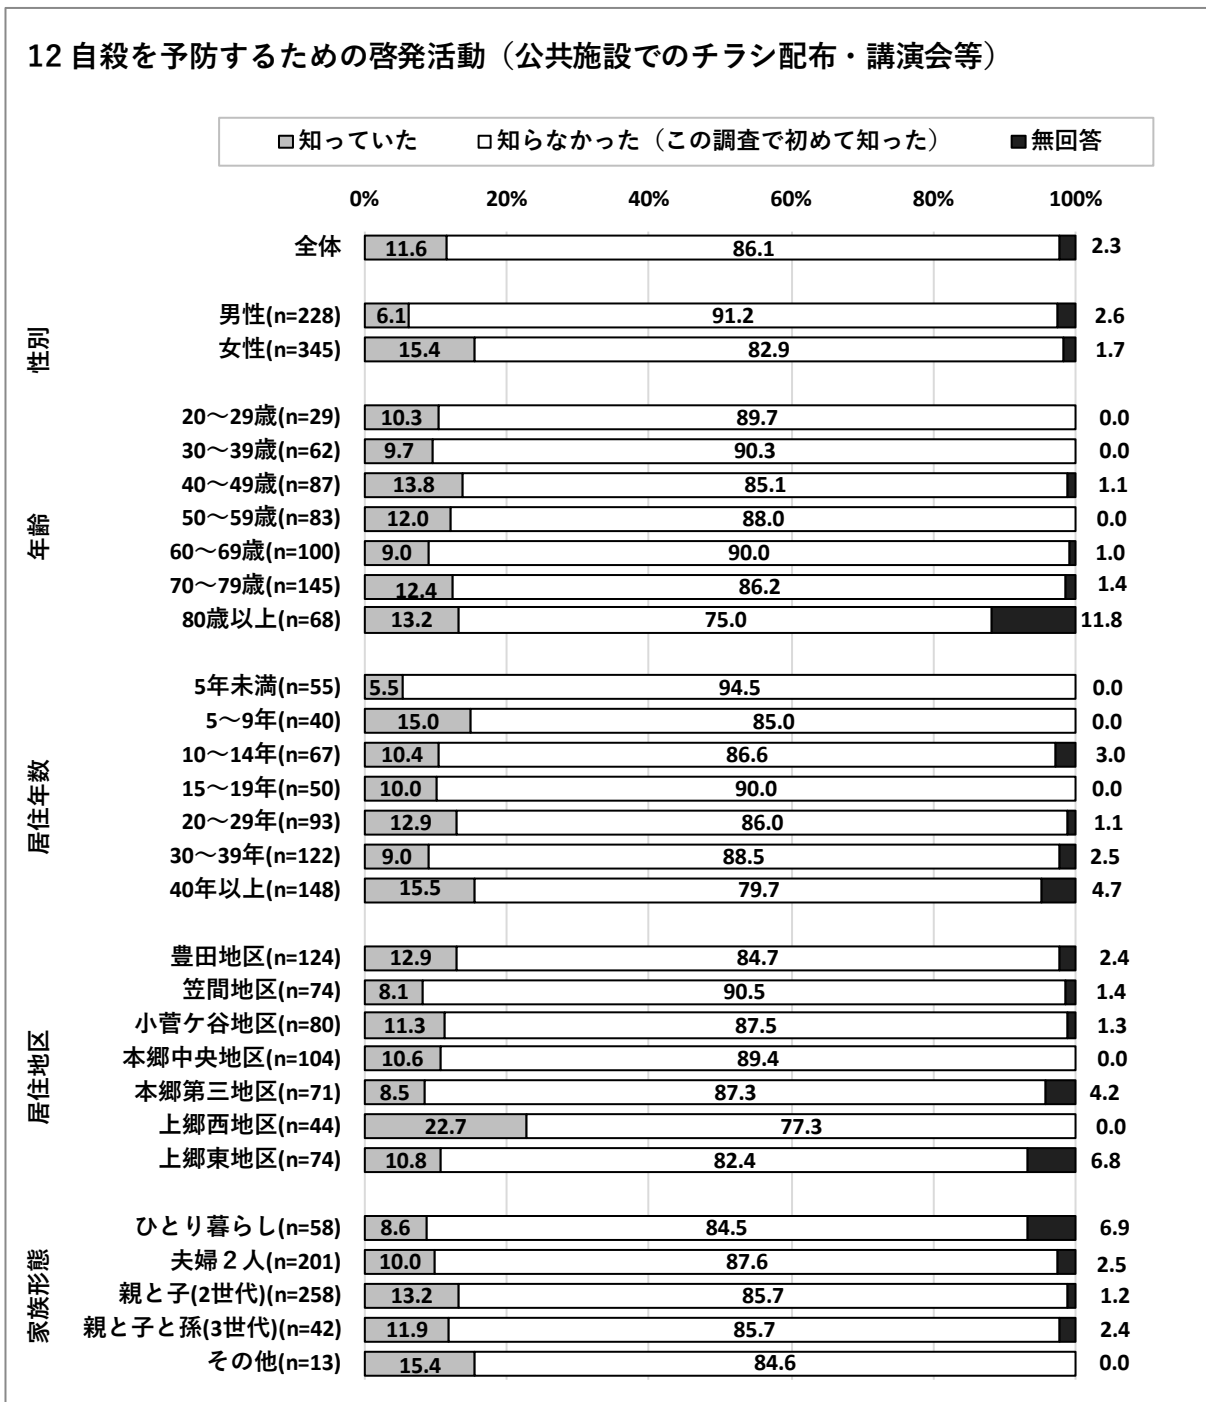 12 自殺を予防するための啓発活動（公共施設でのチラシ配布・講演会等）
知っていた 知らなかった（この調査で初めて知った） 無回答
0% 20% 40% 60% 80% 100%
全体 11.6 86.1 2.3
性別
男性(n=228) 6.1 91.2 2.6
女性(n=345) 15.4 82.9 1.7
年齢
20～29歳(n=29) 10.3 89.7 0.0
30～39歳(n=62) 9.7 90.3 0.0
40～49歳(n=87) 13.8 85.1 1.1
50～59歳(n=83) 12.0 88.0 0.0
60～69歳(n=100) 9.0 90.0 1.0
70～79歳(n=145) 12.4 86.2 1.4
80歳以上(n=68) 13.2 75.0 11.8
居住年数
5年未満(n=55) 5.5 94.5 0.0
5～9年(n=40) 15.0 85.0 0.0
10～14年(n=67) 10.4 86.6 3.0
15～19年(n=50) 10.0 90.0 0.0
20～29年(n=93) 12.9 86.0 1.1
30～39年(n=122) 9.0 88.5 2.5
40年以上(n=148) 15.5 79.7 4.7
居住地区
豊田地区(n=124) 12.9 84.7 2.4
笠間地区(n=74) 8.1 90.5 1.4
小菅ケ谷地区(n=80) 11.3 87.5 1.3
本郷中央地区(n=104) 10.6 89.4 0.0
本郷第三地区(n=71) 8.5 87.3 4.2
上郷西地区(n=44) 22.7 77.3 0.0
上郷東地区(n=74) 10.8 82.4 6.8
家族形態
ひとり暮らし(n=58) 8.6 84.5 6.9
夫婦２人(n=201) 10.0 87.6 2.5
親と子(2世代)(n=258) 13.2 85.7 1.2
親と子と孫(3世代)(n=42) 11.9 85.7 2.4
その他(n=13) 15.4 84.6 0.0